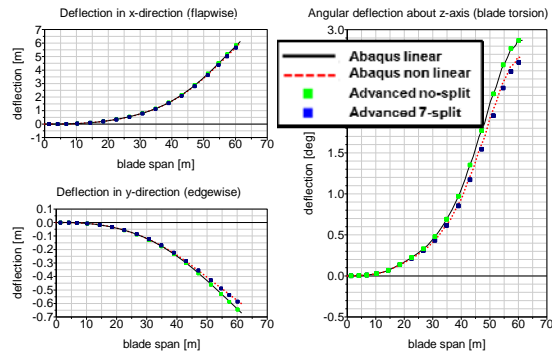 Deflection in x-direction (flapwise)
7
6
5
4
3
2
1
0
-1
deflection [m]
0 10 20 30 40 50 60 70
blade span [m]
Deflection in y-direction (edgewise)
0.1
0.0
-0.1
-0.2
-0.3
-0.4
-0.5
-0.6
-0.7
deflection [m]
0 10 20 30 40 50 60 70
blade span [m]
Angular deflection about z-axis (blade torsion)
3.0
Abaqus linear
Abaqus non linear
Advanced no-split
Advanced 7-split
1.5
1.0
0.5
0.0
-0.5
deflection [deg]
0 10 20 30 40 50 60 70
blade span [m]